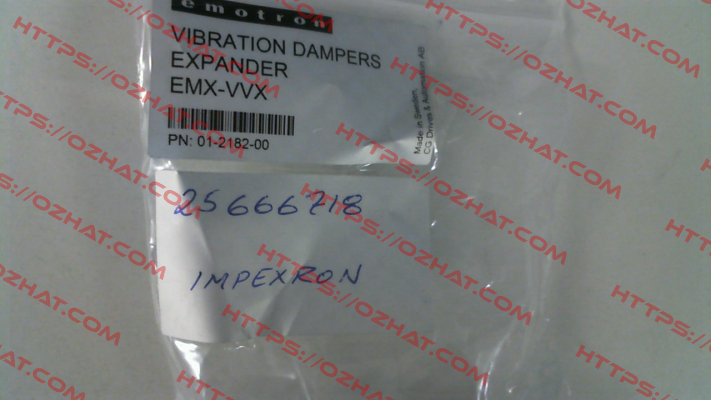 emotron
VIBRATION DAMPERS
EXPANDER
EMX-VVX
PN: 01-2182-00
Made in Sweden,
CG Drives & Automation AB
25666718
IMPEXRON
HTTPS://OZHAT.COM